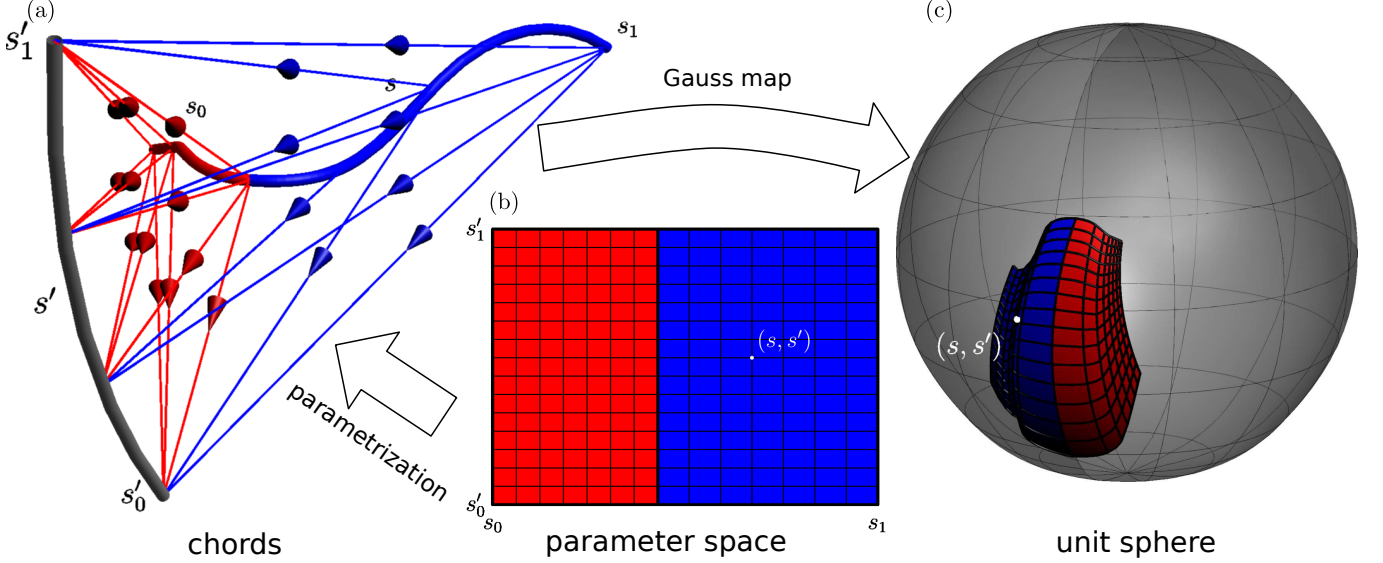 (a)
s′₁
s₁
s
s₀
s′
s′₀
chords
Gauss map
parametrization
(b)
s′₁
(s, s′)
s′₀
s₀
s₁
parameter space
(c)
(s, s′)
unit sphere